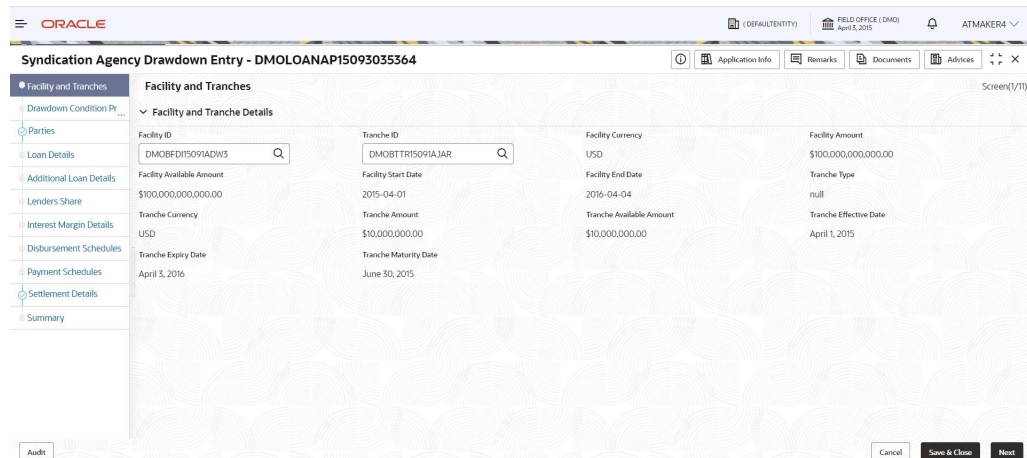 ORACLE
(DEFAULTENTITY)
FIELD OFFICE ( DMO)
April 3, 2015
ATMAKER4
Syndication Agency Drawdown Entry - DMOLOANAP15093035364
Application Info
Remarks
Documents
Advices
Facility and Tranches
Drawdown Condition Pr
...
Parties
Loan Details
Additional Loan Details
Lenders Share
Interest Margin Details
Disbursement Schedules
Payment Schedules
Settlement Details
Summary
Facility and Tranches
Screen(1/11)
Facility and Tranche Details
Facility ID Tranche ID Facility Currency Facility Amount
DMOBFDI15091ADW3 DMOBTTR15091AJAR USD $100,000,000,000.00
Facility Available Amount Facility Start Date Facility End Date Tranche Type
$100,000,000,000.00 2015-04-01 2016-04-04 null
Tranche Currency Tranche Amount Tranche Available Amount Tranche Effective Date
USD $10,000,000.00 $10,000,000.00 April 1, 2015
Tranche Expiry Date Tranche Maturity Date
April 3, 2016 June 30, 2015
Audit
Cancel
Save & Close
Next